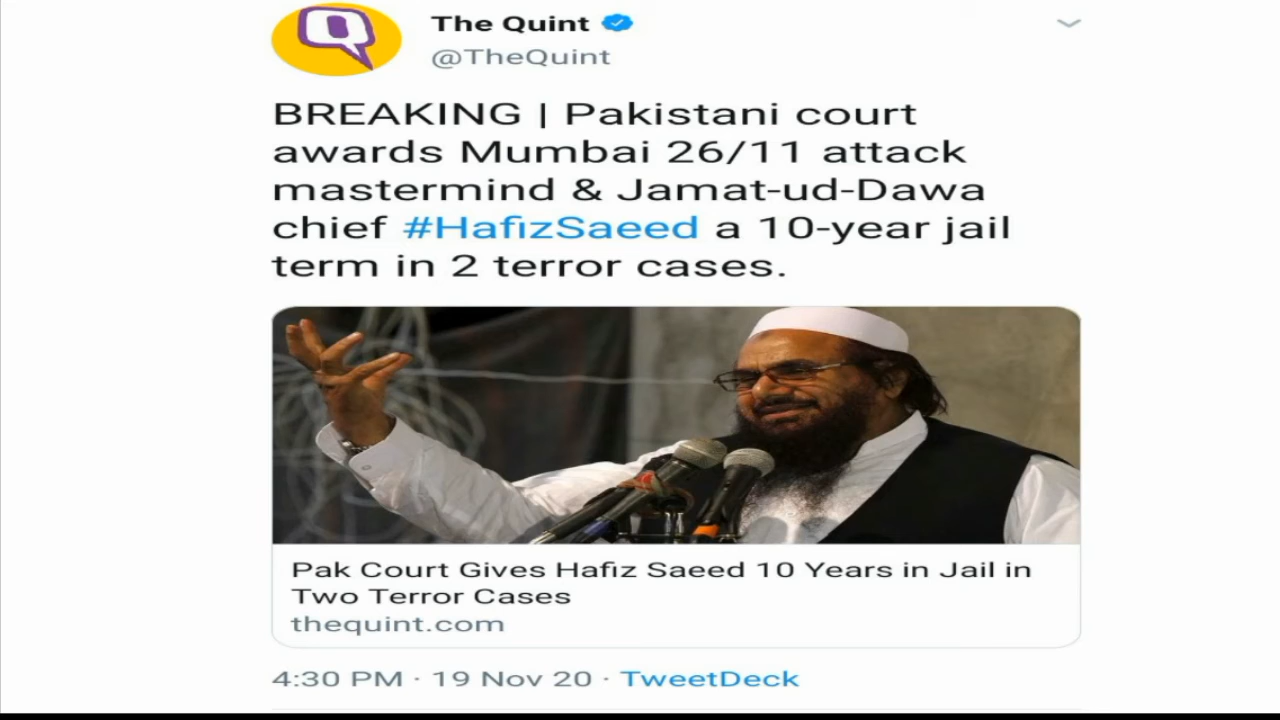 The Quint
@TheQuint
BREAKING | Pakistani court
awards Mumbai 26/11 attack
mastermind & Jamat-ud-Dawa
chief #HafizSaeed a 10-year jail
term in 2 terror cases.
Pak Court Gives Hafiz Saeed 10 Years in Jail in
Two Terror Cases
thequint.com
4:30 PM · 19 Nov 20 · TweetDeck